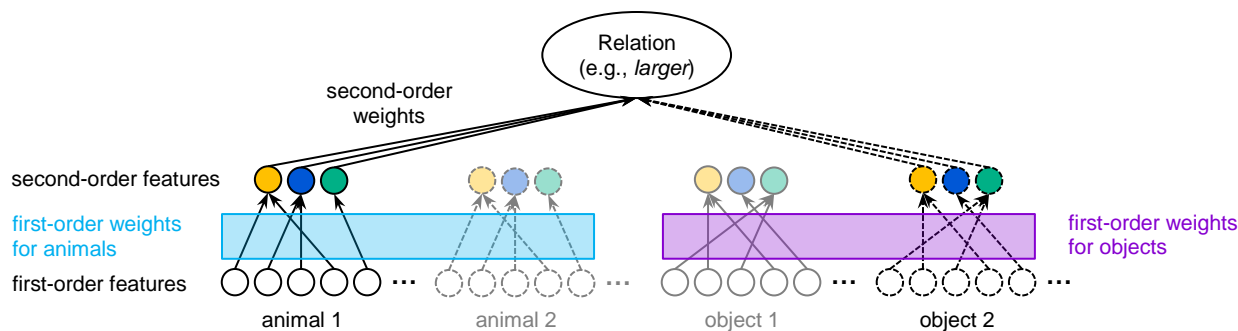 Relation
(e.g., larger)
second-order
weights
second-order features
first-order weights
for animals
first-order weights
for objects
first-order features
...
...
...
...
animal 1
animal 2
object 1
object 2